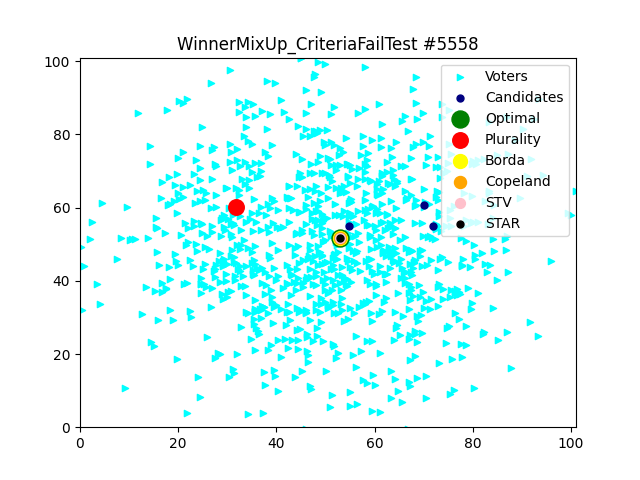 WinnerMixUp_CriteriaFailTest #5558
Voters
Candidates
Optimal
Plurality
Borda
Copeland
STV
STAR
100
80
60
40
20
0
0 20 40 60 80 100